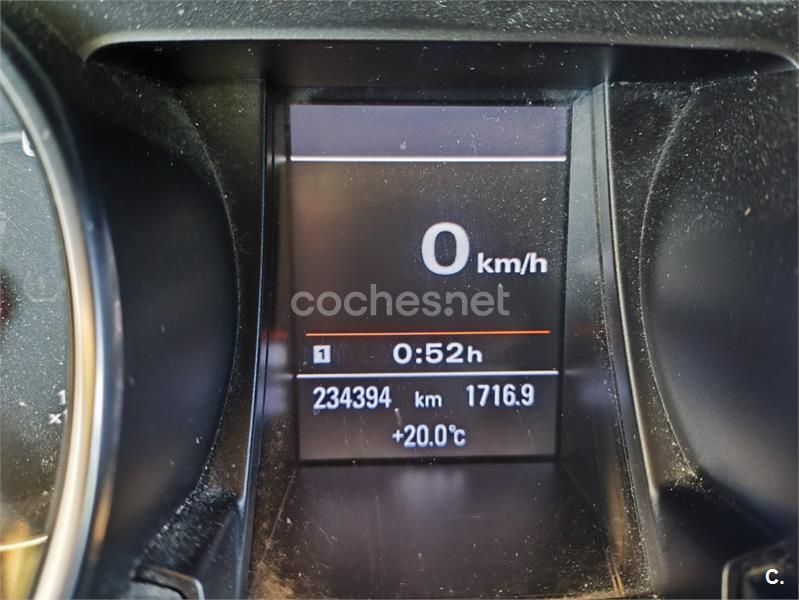 0 km/h
coches.net
1 0:52h
234394 km 1716.9
+20.0°C
C.